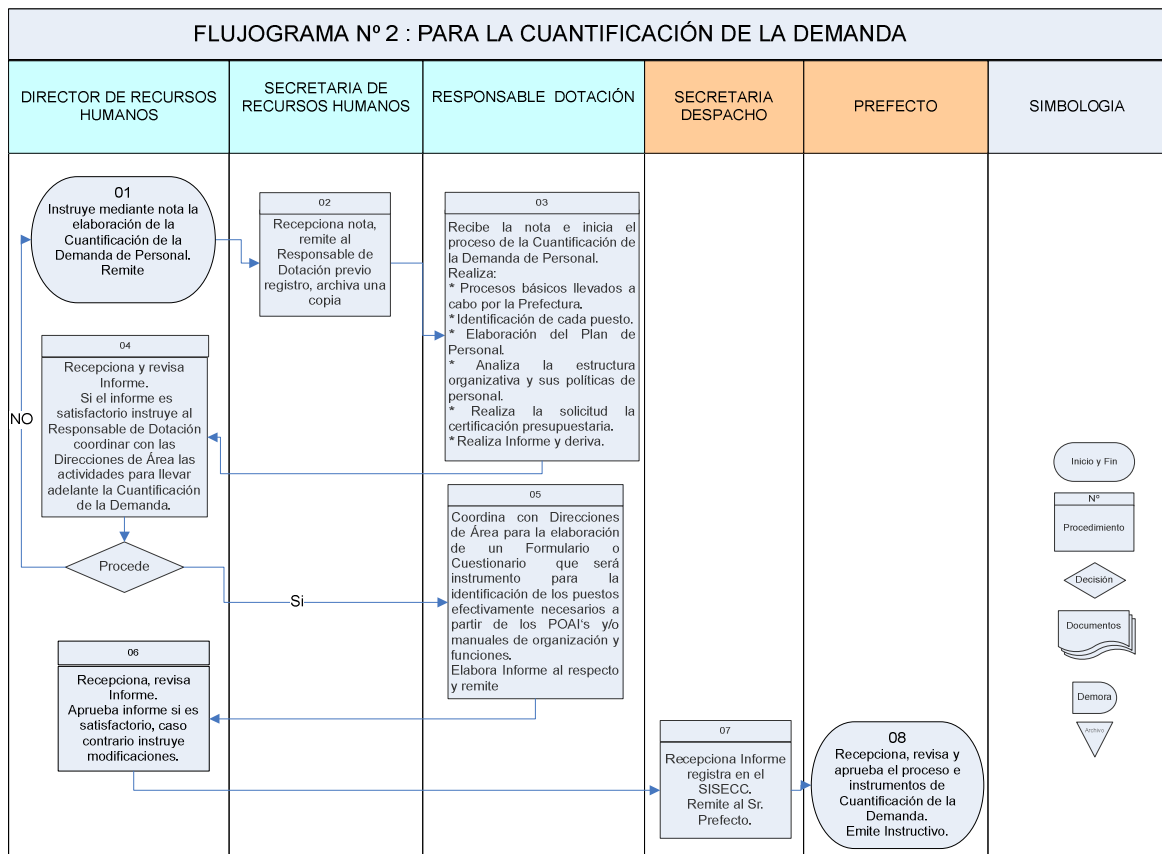 FLUJOGRAMA Nº 2 : PARA LA CUANTIFICACIÓN DE LA DEMANDA
DIRECTOR DE RECURSOS
HUMANOS
SECRETARIA DE
RECURSOS HUMANOS
RESPONSABLE DOTACIÓN
SECRETARIA
DESPACHO
PREFECTO
SIMBOLOGIA
01
Instruye mediante nota la
elaboración de la
Cuantificación de la
Demanda de Personal.
Remite
02
Recepciona nota,
remite al
Responsable de
Dotación previo
registro, archiva una
copia
03
Recibe la nota e inicia el
proceso de la Cuantificación de
la Demanda de Personal.
Realiza:
* Procesos básicos llevados a
cabo por la Prefectura.
* Identificación de cada puesto.
* Elaboración del Plan de
Personal.
* Analiza la estructura
organizativa y sus políticas de
personal.
* Realiza la solicitud la
certificación presupuestaria.
* Realiza Informe y deriva.
04
Recepciona y revisa
Informe.
Si el informe es
satisfactorio instruye al
Responsable de Dotación
coordinar con las
Direcciones de Área las
actividades para llevar
adelante la Cuantificación
de la Demanda.
NO
Procede
Si
05
Coordina con Direcciones
de Área para la elaboración
de un Formulario o
Cuestionario que será
instrumento para la
identificación de los puestos
efectivamente necesarios a
partir de los POAI's y/o
manuales de organización y
funciones.
Elabora Informe al respecto
y remite
06
Recepciona, revisa
Informe.
Aprueba informe si es
satisfactorio, caso
contrario instruye
modificaciones.
07
Recepciona Informe
registra en el
SISECC.
Remite al Sr.
Prefecto.
08
Recepciona, revisa y
aprueba el proceso e
instrumentos de
Cuantificación de la
Demanda.
Emite Instructivo.
Inicio y Fin
Nº
Procedimiento
Decisión
Documentos
Demora
Archivo